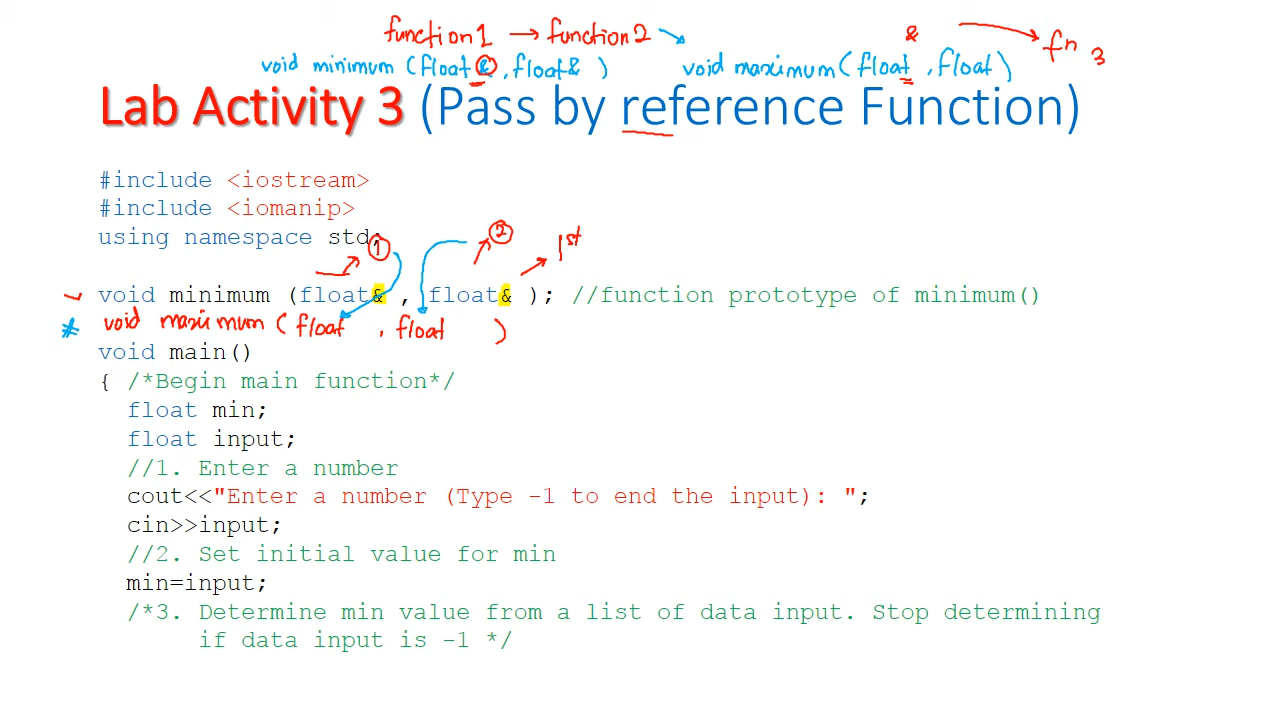 function1 → function2 & fn 3
void minimum (float&, float& ) void maximum(float , float)
Lab Activity 3 (Pass by reference Function)
#include <iostream>
#include <iomanip>
using namespace std;
1 2 1st
void minimum (float& , float& ); //function prototype of minimum()
* void maximum (float , float )
void main()
{ /*Begin main function*/
float min;
float input;
//1. Enter a number
cout<<"Enter a number (Type -1 to end the input): ";
cin>>input;
//2. Set initial value for min
min=input;
/*3. Determine min value from a list of data input. Stop determining
if data input is -1 */